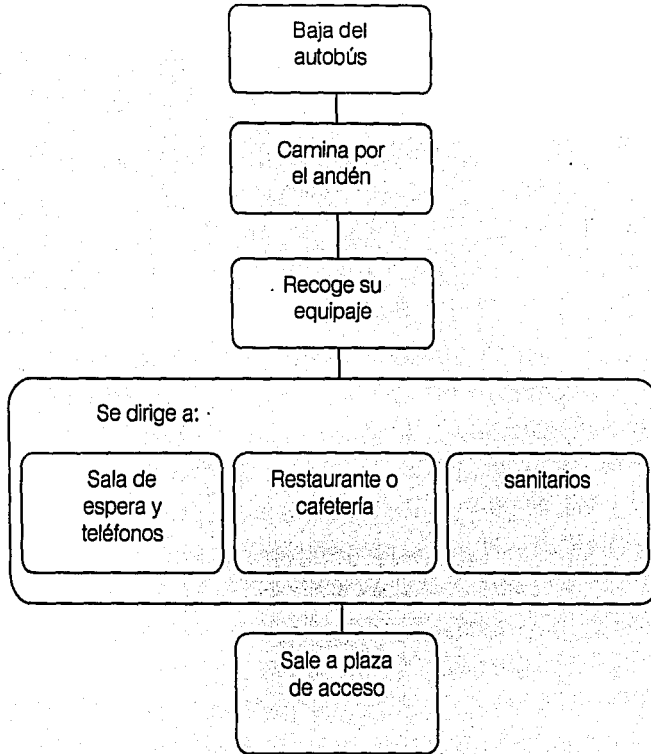 Baja del
autobús
Camina por
el andén
Recoge su
equipaje
Se dirige a:
Sala de
espera y
teléfonos
Restaurante o
cafetería
sanitarios
Sale a plaza
de acceso